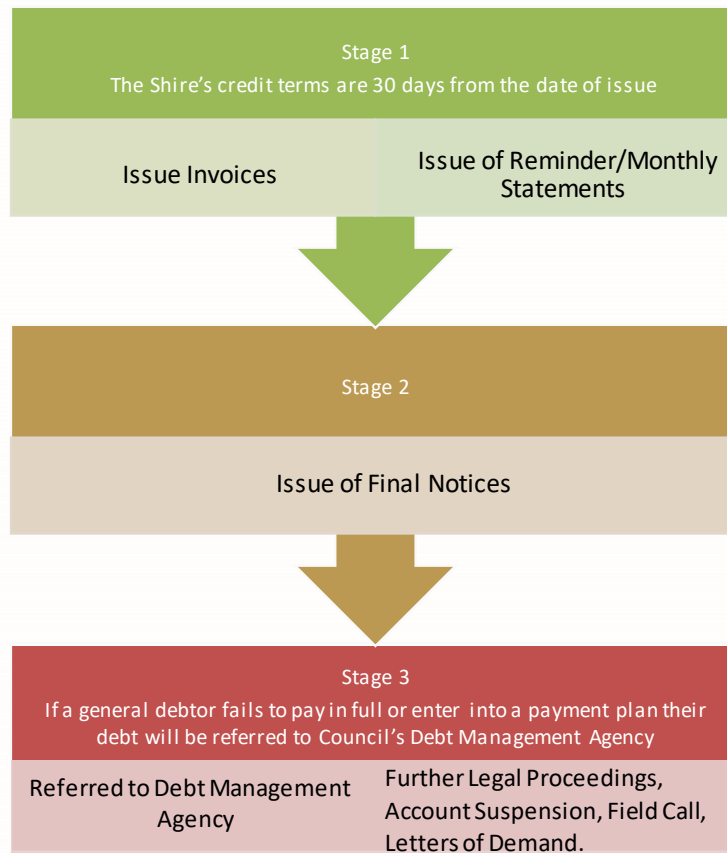 Stage 1
The Shire's credit terms are 30 days from the date of issue
Issue Invoices
Issue of Reminder/Monthly
Statements
Stage 2
Issue of Final Notices
Stage 3
If a general debtor fails to pay in full or enter into a payment plan their
debt will be referred to Council's Debt Management Agency
Referred to Debt Management
Agency
Further Legal Proceedings,
Account Suspension, Field Call,
Letters of Demand.